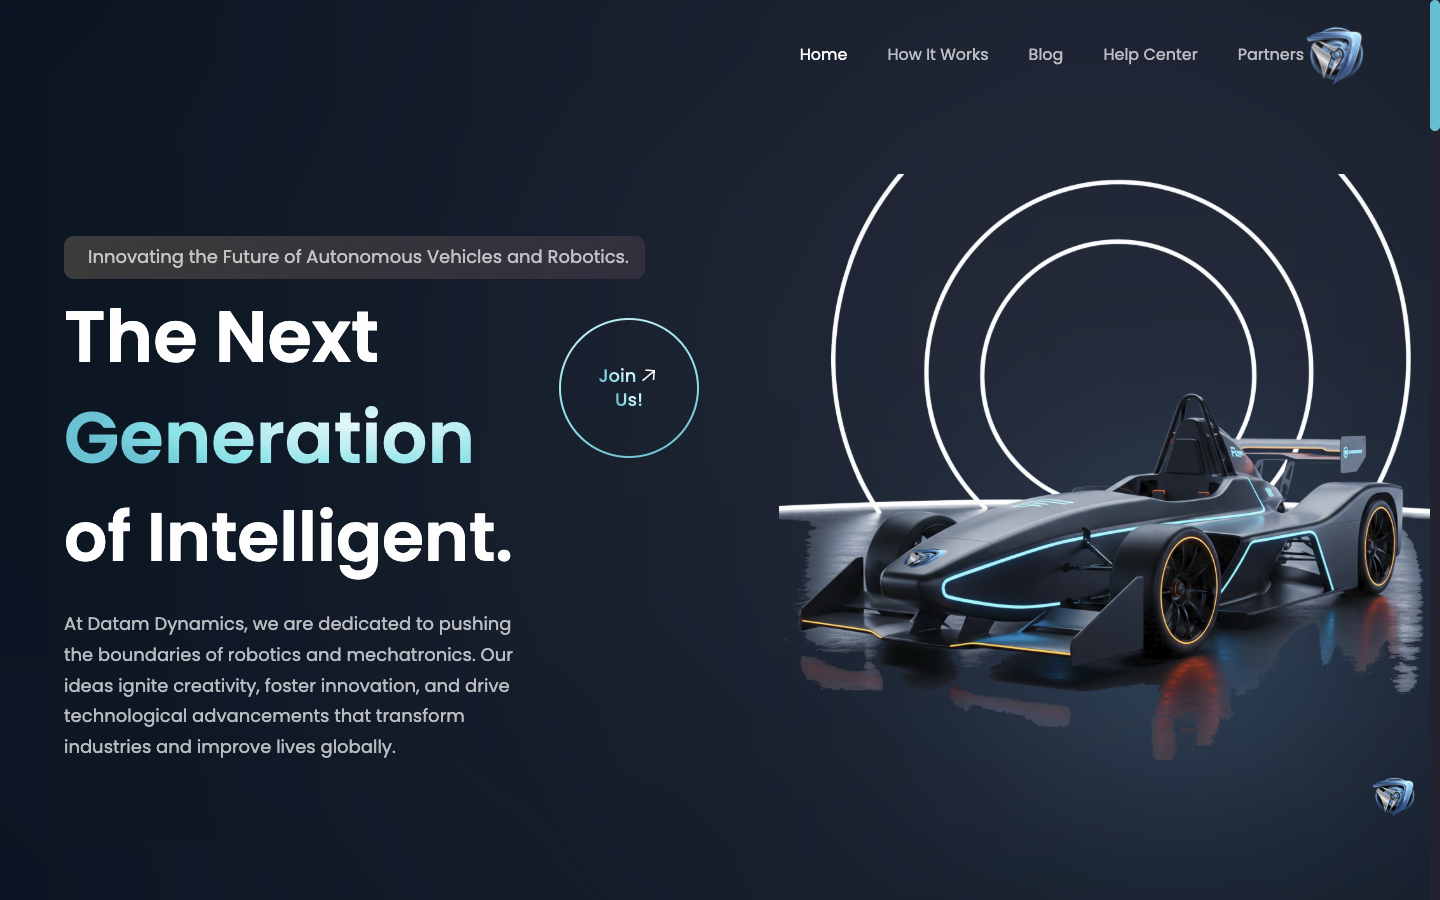 Home How It Works Blog Help Center Partners
Innovating the Future of Autonomous Vehicles and Robotics.
The Next
Generation
of Intelligent.
Join
Us!
At Datam Dynamics, we are dedicated to pushing
the boundaries of robotics and mechatronics. Our
ideas ignite creativity, foster innovation, and drive
technological advancements that transform
industries and improve lives globally.